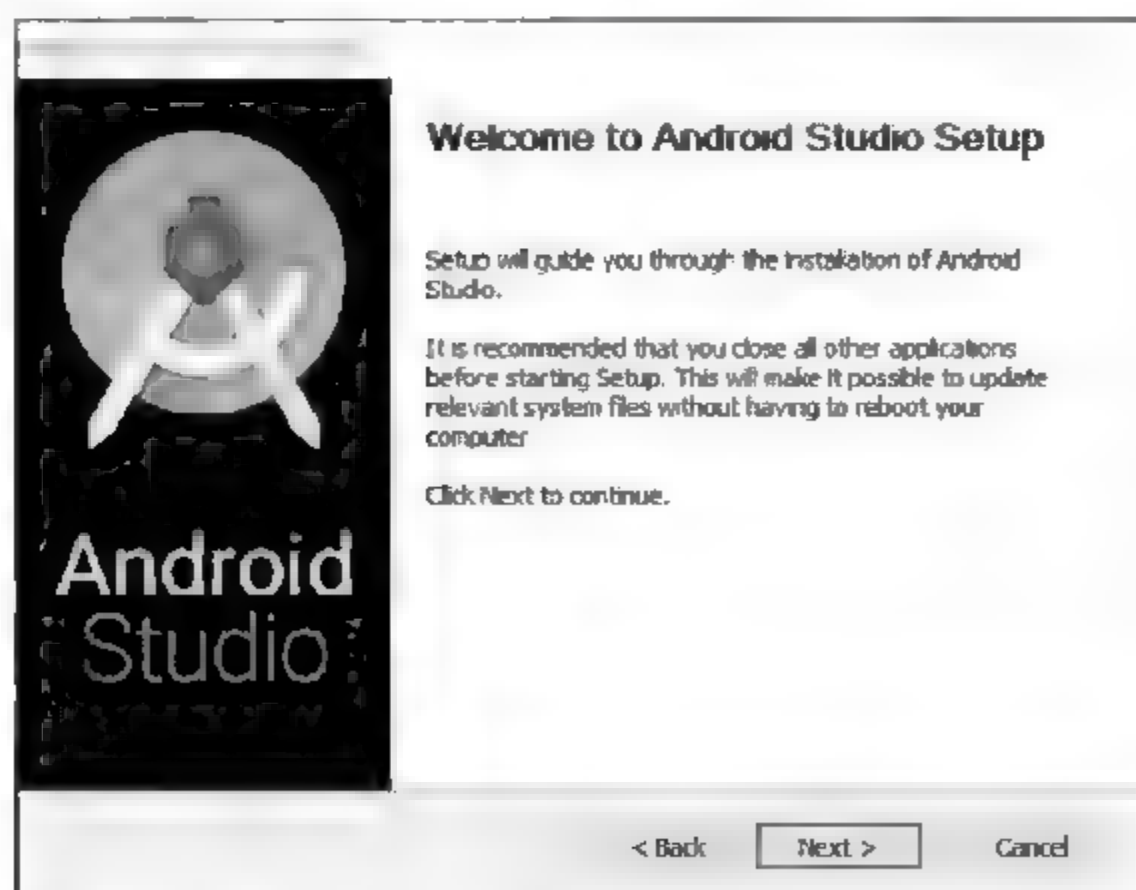 Welcome to Android Studio Setup
Setup will guide you through the installation of Android
Studio.
It is recommended that you close all other applications
before starting Setup. This will make it possible to update
relevant system files without having to reboot your
computer
Click Next to continue.
Android
Studio
< Back
Next >
Cancel